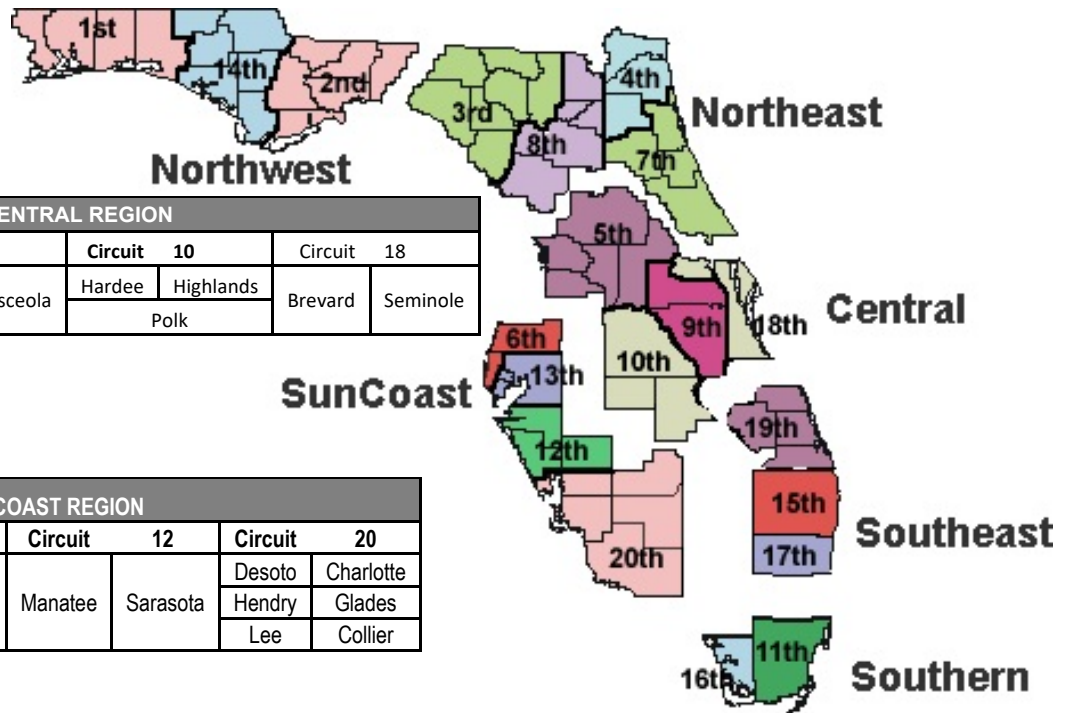 1st
14th
2nd
Northwest
3rd
8th
4th
7th
Northeast
ENTRAL REGION
Circuit 10 Circuit 18
sceola Hardee Highlands Brevard Seminole
Polk
5th
9th
18th
10th
Central
6th
13th
12th
20th
SunCoast
COAST REGION
Circuit 12 Circuit 20
Manatee Sarasota Desoto Charlotte
Hendry Glades
Lee Collier
19th
15th
17th
Southeast
16th
11th
Southern